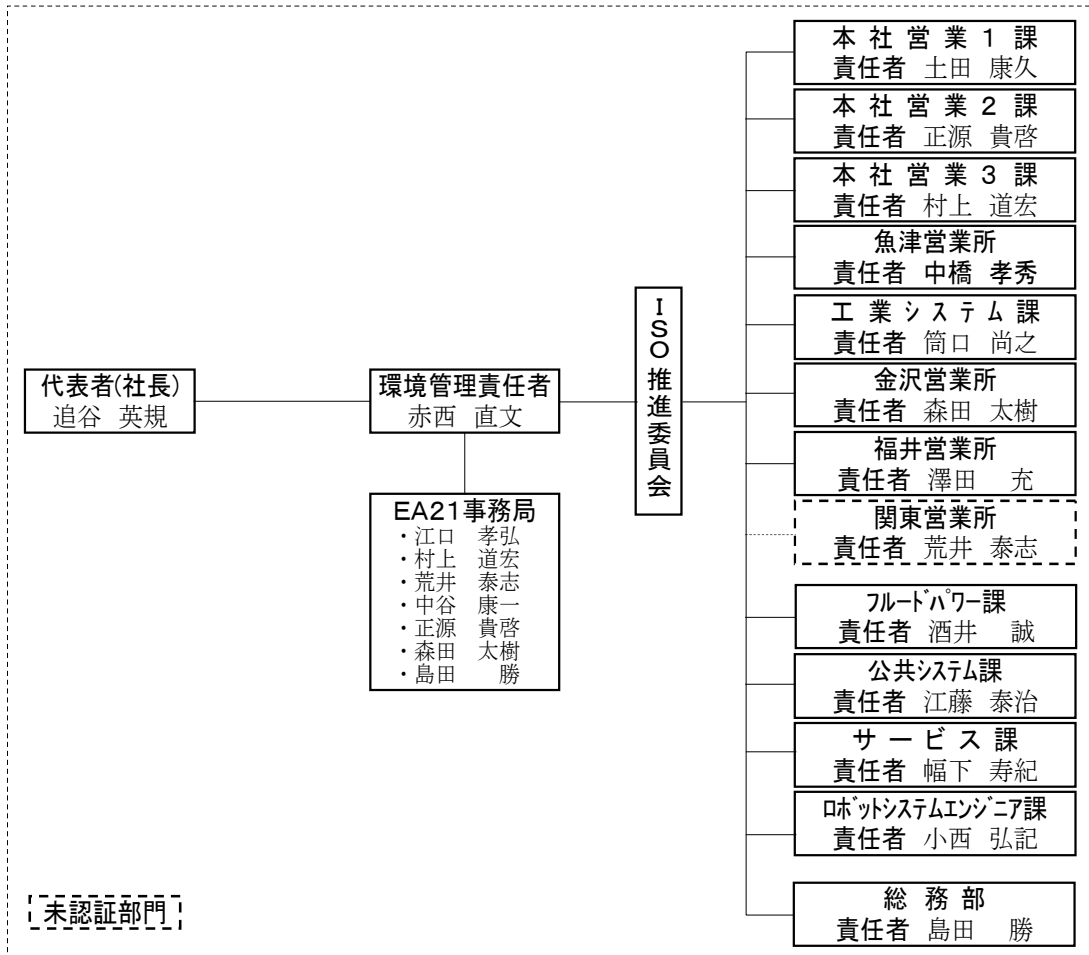 代表者(社長)
追谷 英規
環境管理責任者
赤西 直文
EA21事務局
・江口 孝弘
・村上 道宏
・荒井 泰志
・中谷 康一
・正源 貴啓
・森田 太樹
・島田 勝
ISO推進委員会
本社営業1課
責任者 土田 康久
本社営業2課
責任者 正源 貴啓
本社営業3課
責任者 村上 道宏
魚津営業所
責任者 中橋 孝秀
工業システム課
責任者 筒口 尚之
金沢営業所
責任者 森田 太樹
福井営業所
責任者 澤田 充
関東営業所
責任者 荒井 泰志
フルードパワー課
責任者 酒井 誠
公共システム課
責任者 江藤 泰治
サービス課
責任者 幅下 寿紀
ロボットシステムエンジニア課
責任者 小西 弘記
総務部
責任者 島田 勝
未認証部門